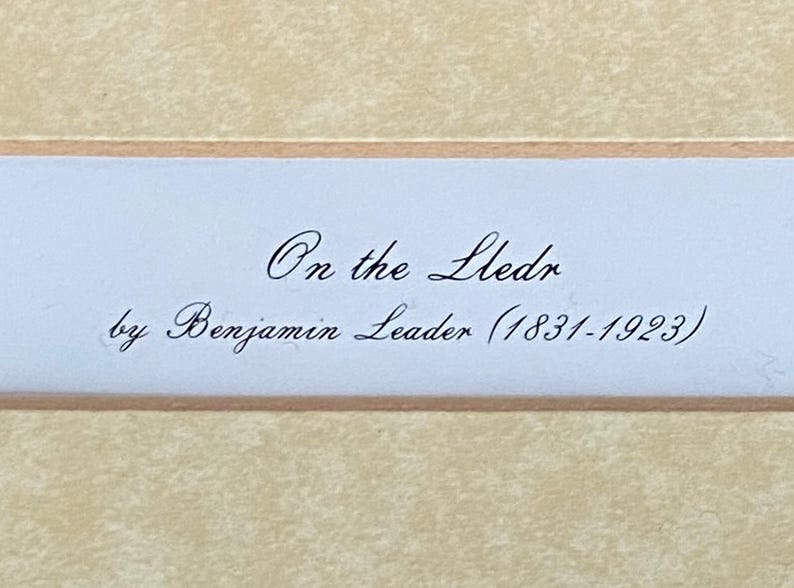 On the Lledr
by Benjamin Leader (1831-1923)